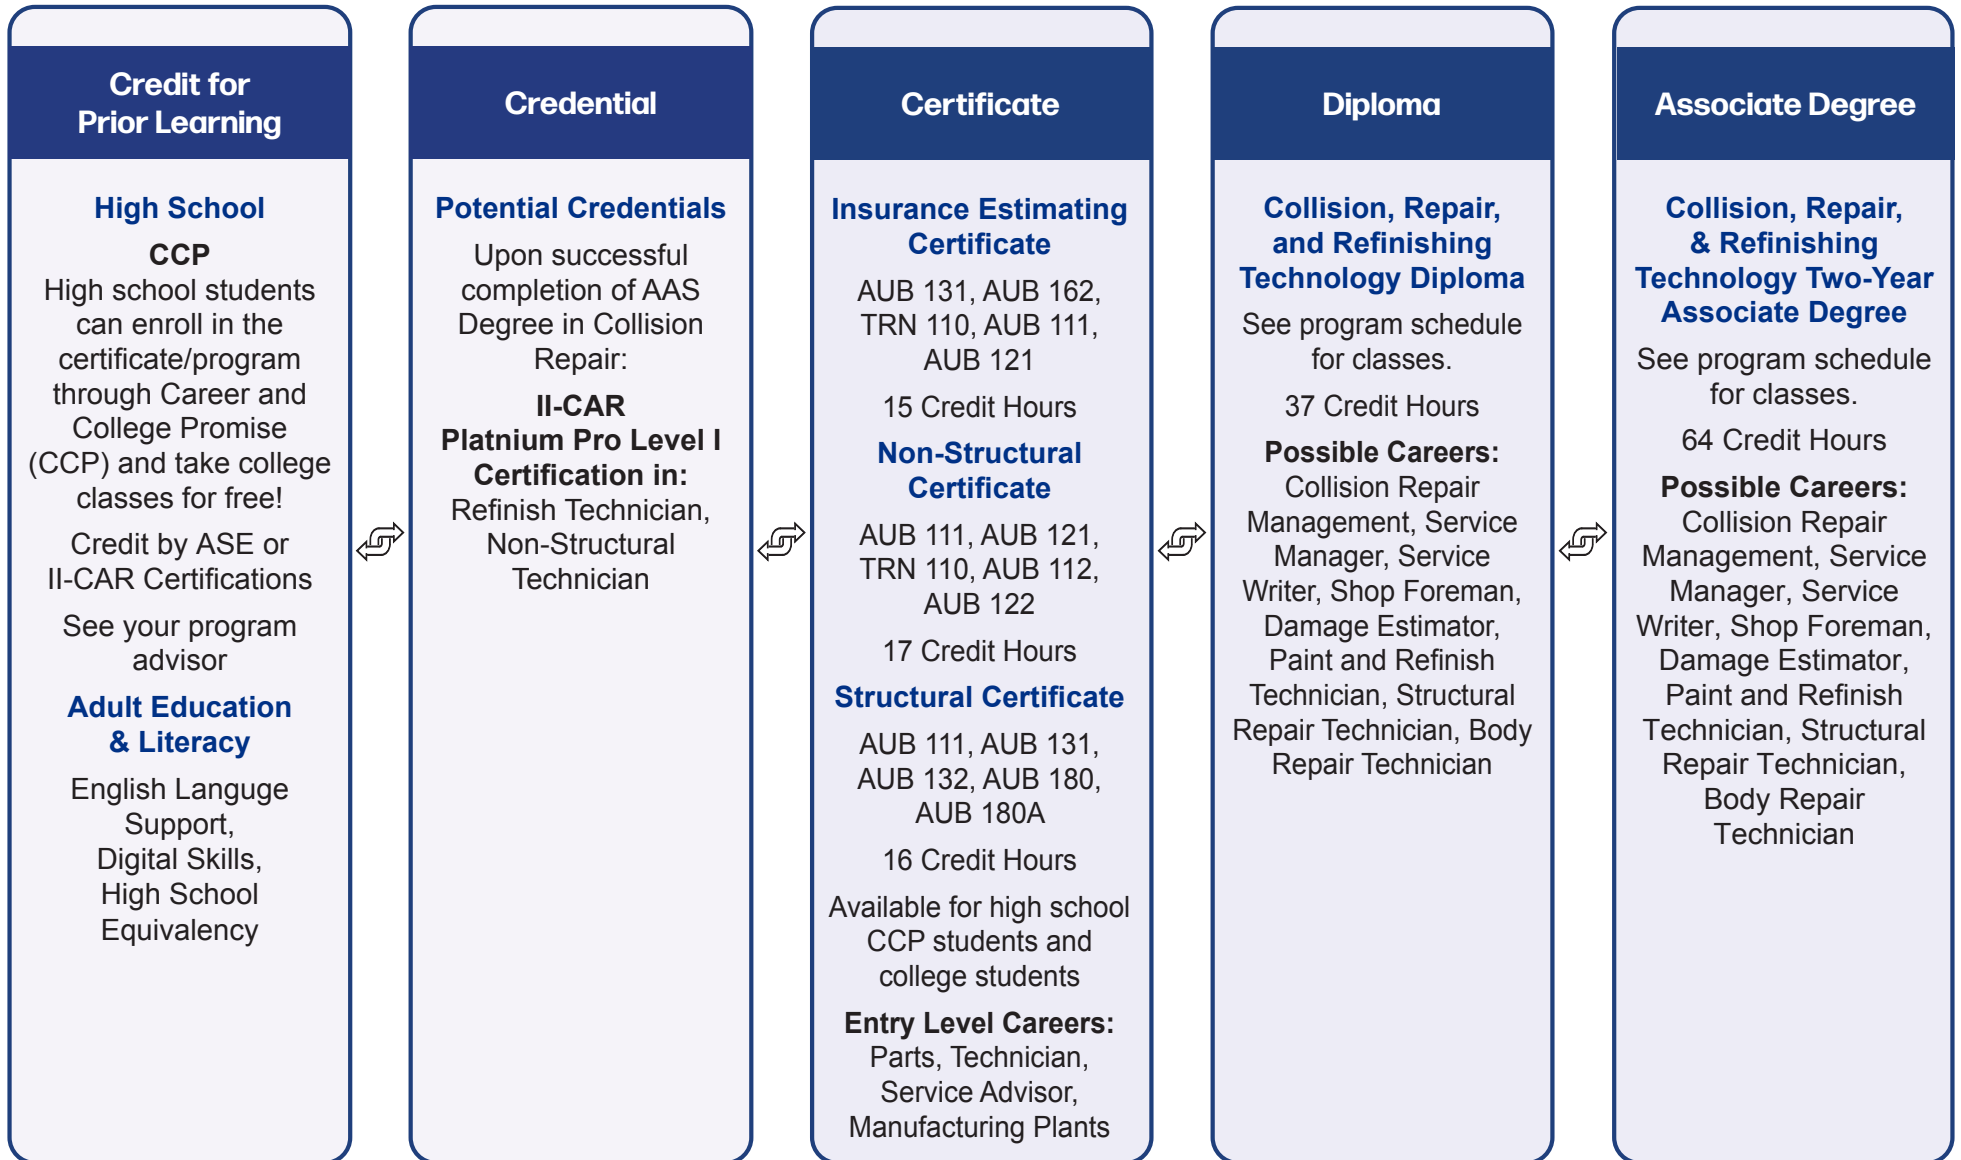 Credit for
Prior Learning
High School
CCP
High school students
can enroll in the
certificate/program
through Career and
College Promise
(CCP) and take college
classes for free!
Credit by ASE or
II-CAR Certifications
See your program
advisor
Adult Education
& Literacy
English Languge
Support,
Digital Skills,
High School
Equivalency
Credential
Potential Credentials
Upon successful
completion of AAS
Degree in Collision
Repair:
II-CAR
Platnium Pro Level I
Certification in:
Refinish Technician,
Non-Structural
Technician
Certificate
Insurance Estimating
Certificate
AUB 131, AUB 162,
TRN 110, AUB 111,
AUB 121
15 Credit Hours
Non-Structural
Certificate
AUB 111, AUB 121,
TRN 110, AUB 112,
AUB 122
17 Credit Hours
Structural Certificate
AUB 111, AUB 131,
AUB 132, AUB 180,
AUB 180A
16 Credit Hours
Available for high school
CCP students and
college students
Entry Level Careers:
Parts, Technician,
Service Advisor,
Manufacturing Plants
Diploma
Collision, Repair,
and Refinishing
Technology Diploma
See program schedule
for classes.
37 Credit Hours
Possible Careers:
Collision Repair
Management, Service
Manager, Service
Writer, Shop Foreman,
Damage Estimator,
Paint and Refinish
Technician, Structural
Repair Technician, Body
Repair Technician
Associate Degree
Collision, Repair,
& Refinishing
Technology Two-Year
Associate Degree
See program schedule
for classes.
64 Credit Hours
Possible Careers:
Collision Repair
Management, Service
Manager, Service
Writer, Shop Foreman,
Damage Estimator,
Paint and Refinish
Technician, Structural
Repair Technician,
Body Repair
Technician